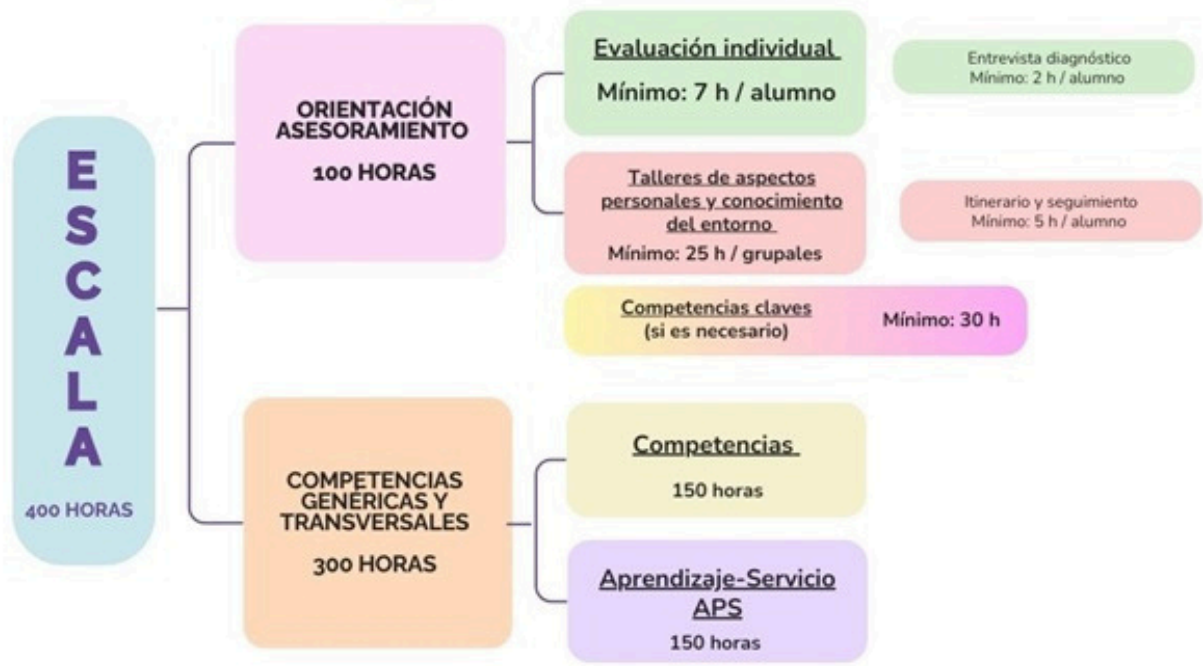 ESCALA
400 HORAS
ORIENTACIÓN
ASESORAMIENTO
100 HORAS
Evaluación individual
Mínimo: 7 h / alumno
Entrevista diagnóstico
Mínimo: 2 h / alumno
Talleres de aspectos
personales y conocimiento
del entorno
Mínimo: 25 h / grupales
Itinerario y seguimiento
Mínimo: 5 h / alumno
Competencias claves
(si es necesario)
Mínimo: 30 h
COMPETENCIAS
GENÉRICAS Y
TRANSVERSALES
300 HORAS
Competencias
150 horas
Aprendizaje-Servicio
APS
150 horas